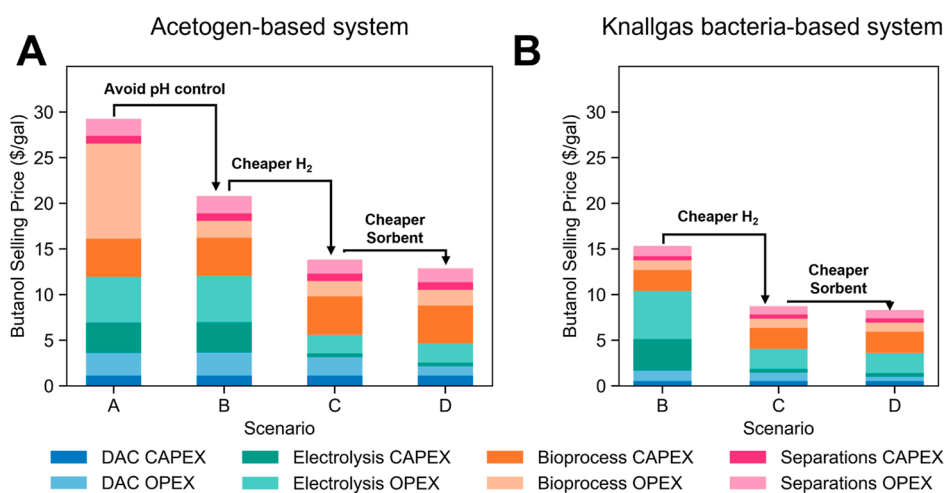 Acetogen-based system
Knallgas bacteria-based system
A
B
Butanol Selling Price ($/gal)
30
25
20
15
10
5
0
Avoid pH control
Cheaper H₂
Cheaper
Sorbent
A B C D
Scenario
Butanol Selling Price ($/gal)
30
25
20
15
10
5
0
Cheaper H₂
Cheaper
Sorbent
B C D
Scenario
DAC CAPEX Electrolysis CAPEX Bioprocess CAPEX Separations CAPEX
DAC OPEX Electrolysis OPEX Bioprocess OPEX Separations OPEX